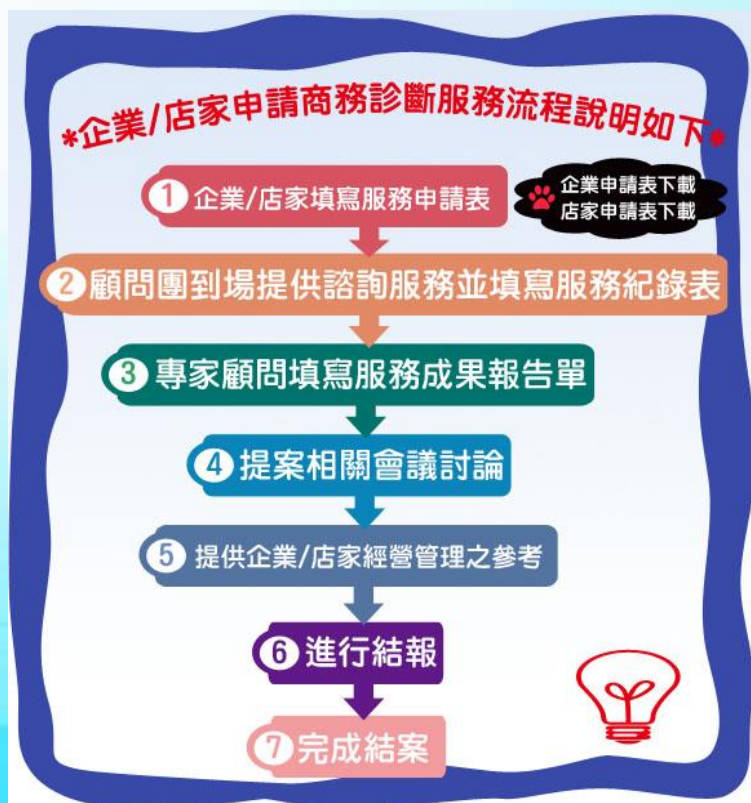 *企業/店家申請商務診斷服務流程說明如下*
1 企業/店家填寫服務申請表
企業申請表下載
店家申請表下載
2 顧問團到場提供諮詢服務並填寫服務紀錄表
3 專家顧問填寫服務成果報告單
4 提案相關會議討論
5 提供企業/店家經營管理之參考
6 進行結報
7 完成結案